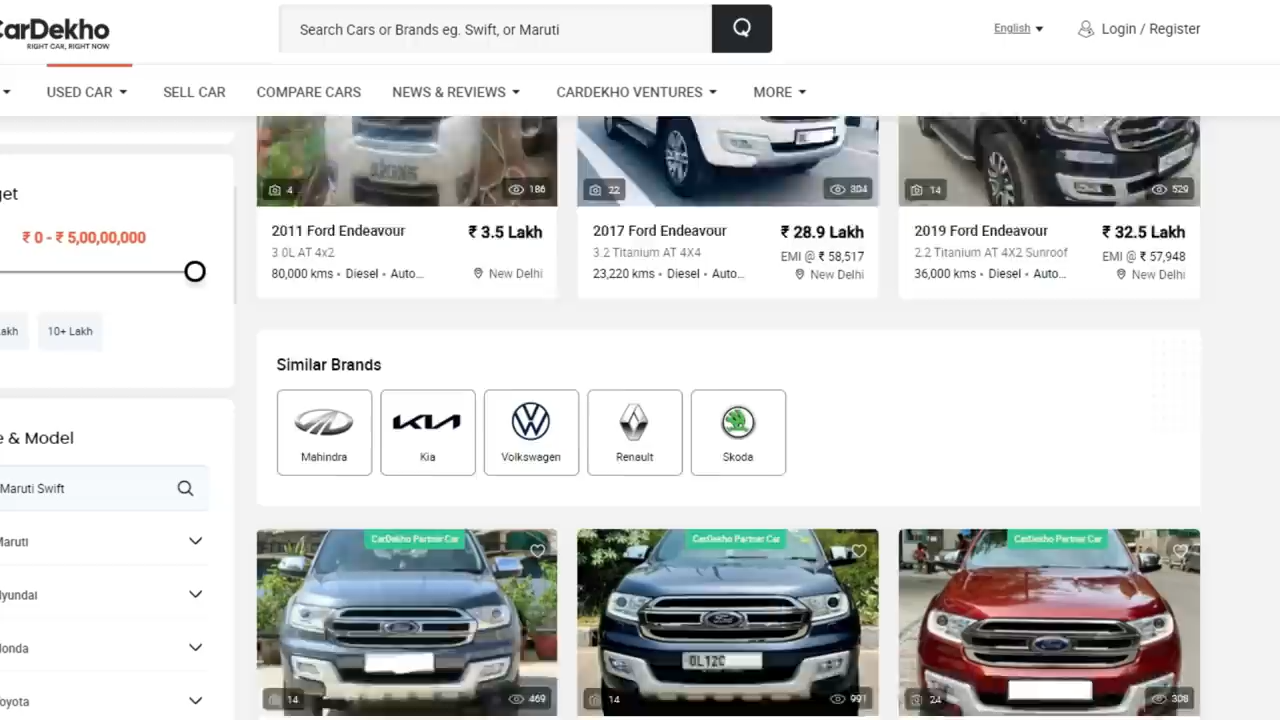 CarDekho
RIGHT CAR, RIGHT NOW
Search Cars or Brands eg. Swift, or Maruti
English
Login / Register
USED CAR
SELL CAR
COMPARE CARS
NEWS & REVIEWS
CARDEKHO VENTURES
MORE
get
₹ 0 - ₹ 5,00,00,000
akh
10+ Lakh
4
186
2011 Ford Endeavour
₹ 3.5 Lakh
3.0L AT 4x2
80,000 kms • Diesel • Auto...
New Delhi
22
304
2017 Ford Endeavour
₹ 28.9 Lakh
3.2 Titanium AT 4X4
EMI @ ₹ 58,517
23,220 kms • Diesel • Auto...
New Delhi
14
529
2019 Ford Endeavour
₹ 32.5 Lakh
2.2 Titanium AT 4X2 Sunroof
EMI @ ₹ 57,948
36,000 kms • Diesel • Auto...
New Delhi
Similar Brands
KIA
Mahindra
Kia
Volkswagen
Renault
Skoda
e & Model
Maruti Swift
Maruti
Hyundai
Honda
Toyota
CarDekho Partner Car
14
469
CarDekho Partner Car
Ford
DL12C
14
991
CarDekho Partner Car
Ford
24
308